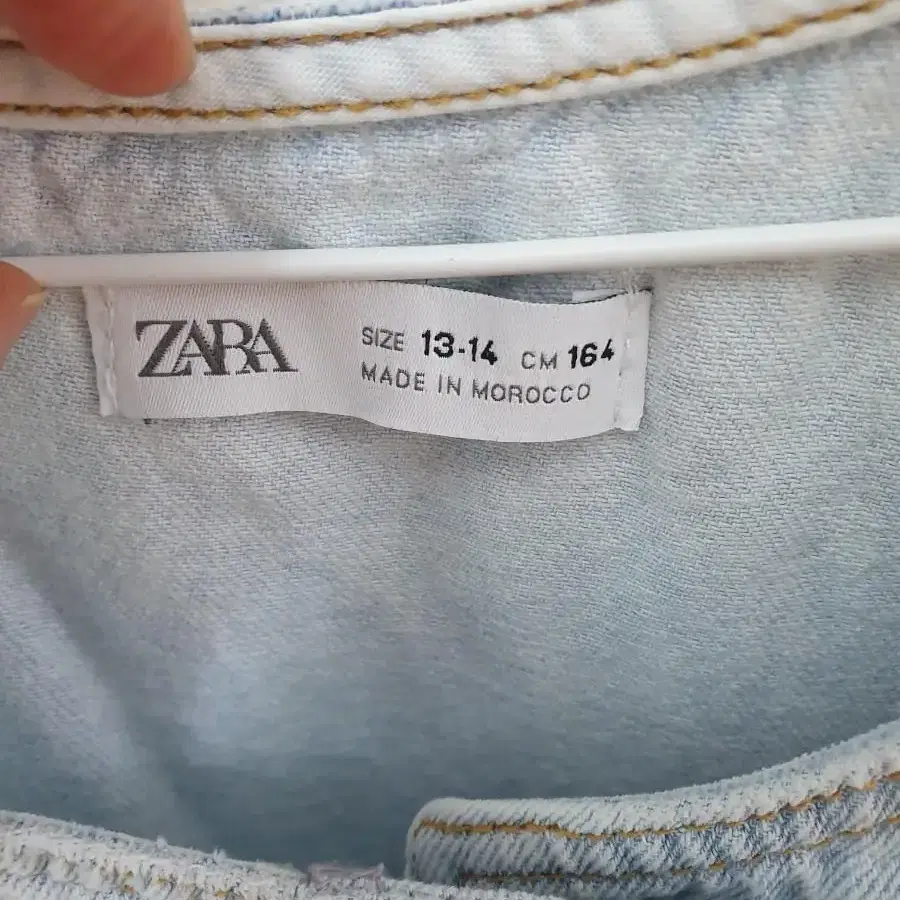 ZARA
SIZE 13-14 CM 164
MADE IN MOROCCO